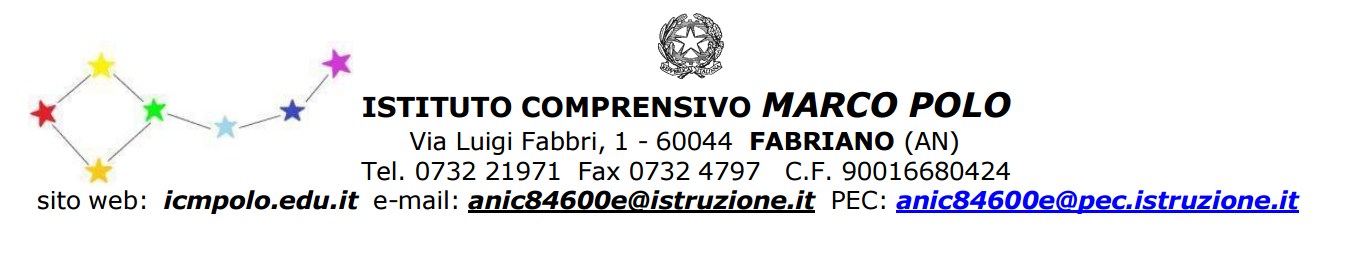 ISTITUTO COMPRENSIVO MARCO POLO
Via Luigi Fabbri, 1 - 60044 FABRIANO (AN)
Tel. 0732 21971 Fax 0732 4797 C.F. 90016680424
sito web: icmpolo.edu.it e-mail: anic84600e@istruzione.it PEC: anic84600e@pec.istruzione.it